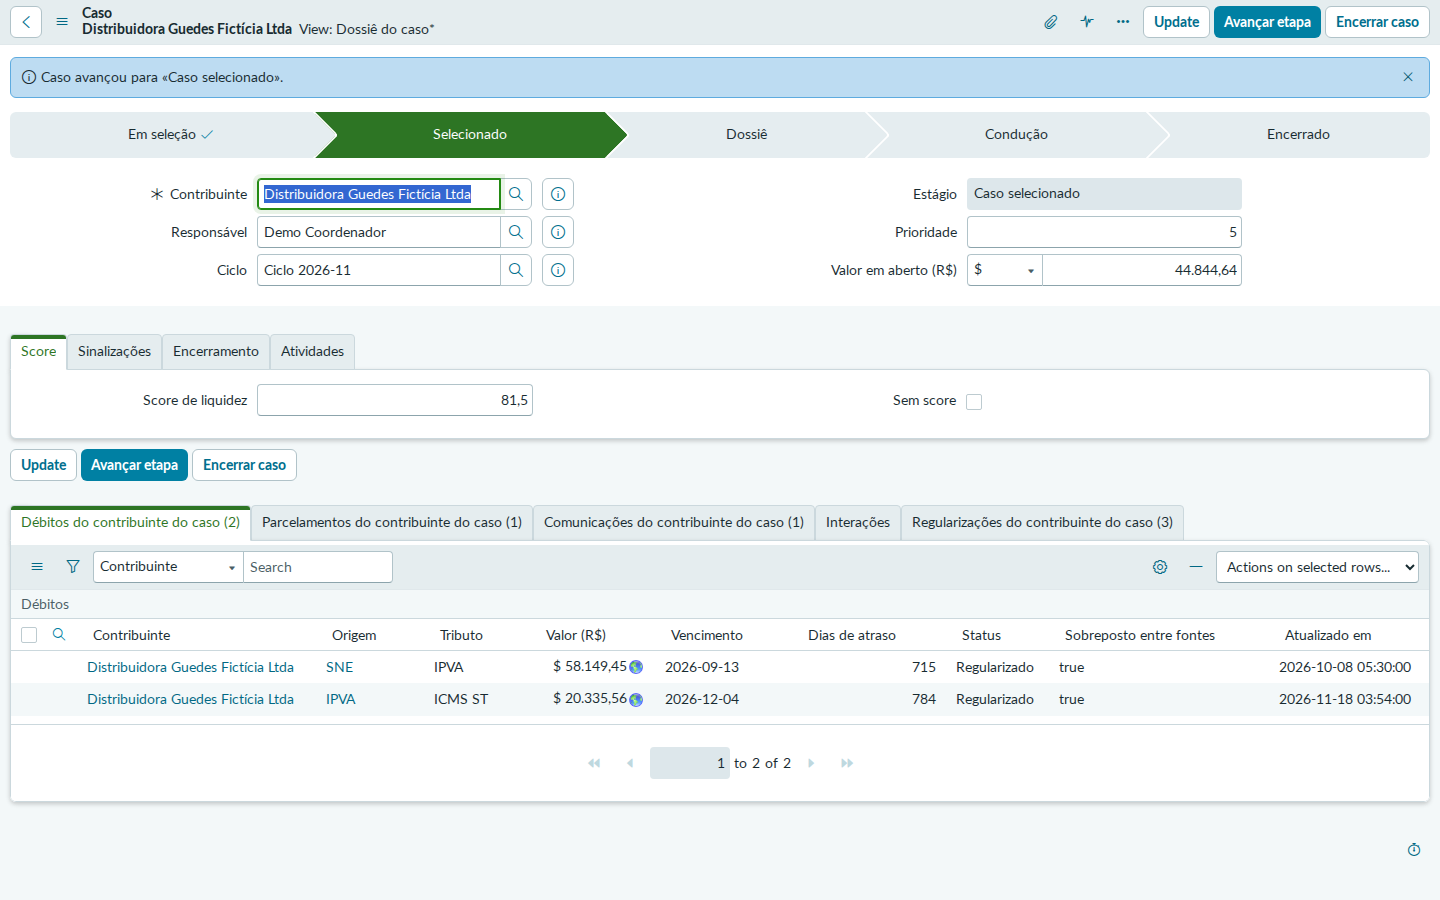 Caso
Distribuidora Guedes Fictícia Ltda View: Dossiê do caso*
Update
Avançar etapa
Encerrar caso
Caso avançou para «Caso selecionado».
Em seleção
Selecionado
Dossiê
Condução
Encerrado
Contribuinte
Distribuidora Guedes Fictícia Ltda
Estágio
Caso selecionado
Responsável
Demo Coordenador
Prioridade
5
Ciclo
Ciclo 2026-11
Valor em aberto (R$)
$
44.844,64
Score
Sinalizações
Encerramento
Atividades
Score de liquidez
81,5
Sem score
Update
Avançar etapa
Encerrar caso
Débitos do contribuinte do caso (2)
Parcelamentos do contribuinte do caso (1)
Comunicações do contribuinte do caso (1)
Interações
Regularizações do contribuinte do caso (3)
Contribuinte
Search
Actions on selected rows...
Débitos
Contribuinte Origem Tributo Valor (R$) Vencimento Dias de atraso Status Sobreposto entre fontes Atualizado em
Distribuidora Guedes Fictícia Ltda SNE IPVA $ 58.149,45 2026-09-13 715 Regularizado true 2026-10-08 05:30:00
Distribuidora Guedes Fictícia Ltda IPVA ICMS ST $ 20.335,56 2026-12-04 784 Regularizado true 2026-11-18 03:54:00
1 to 2 of 2